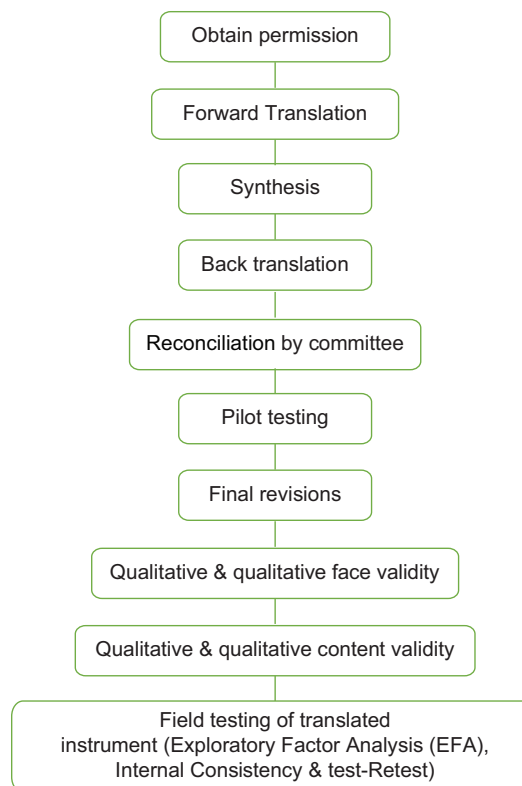 Obtain permission
Forward Translation
Synthesis
Back translation
Reconciliation by committee
Pilot testing
Final revisions
Qualitative & qualitative face validity
Qualitative & qualitative content validity
Field testing of translated
instrument (Exploratory Factor Analysis (EFA),
Internal Consistency & test-Retest)